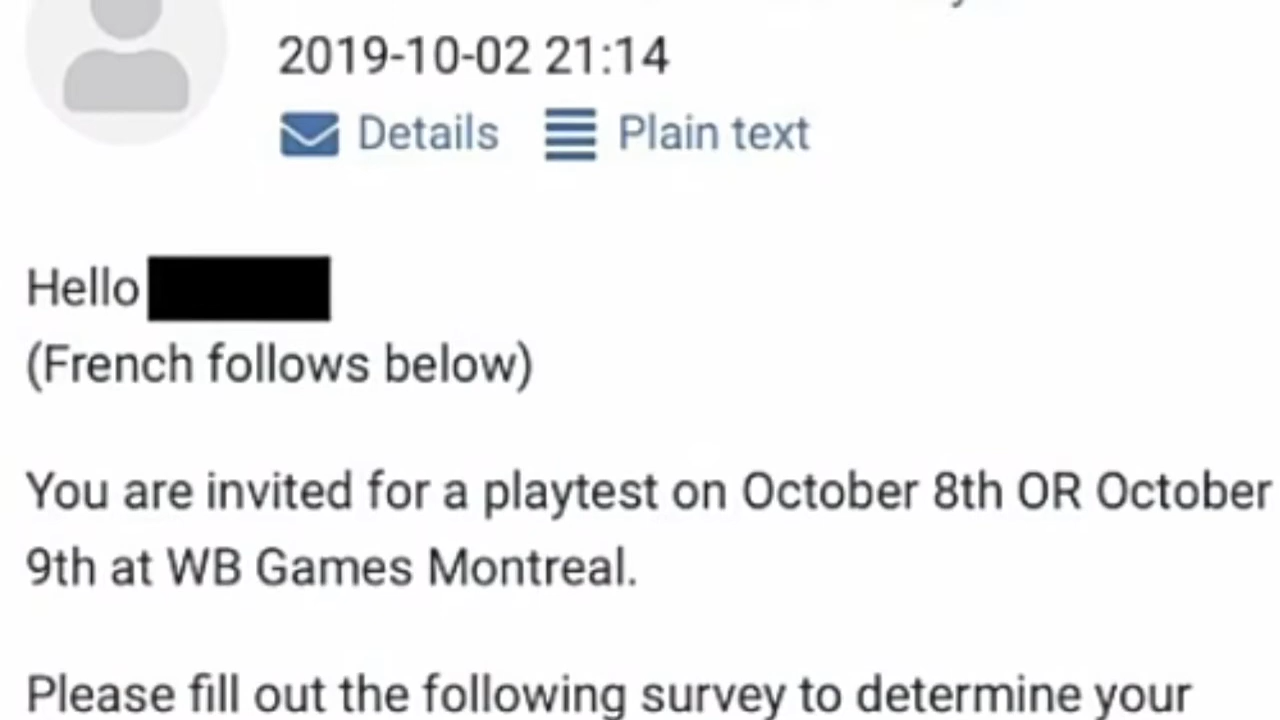 2019-10-02 21:14
Details Plain text
Hello
(French follows below)
You are invited for a playtest on October 8th OR October
9th at WB Games Montreal.
Please fill out the following survey to determine your